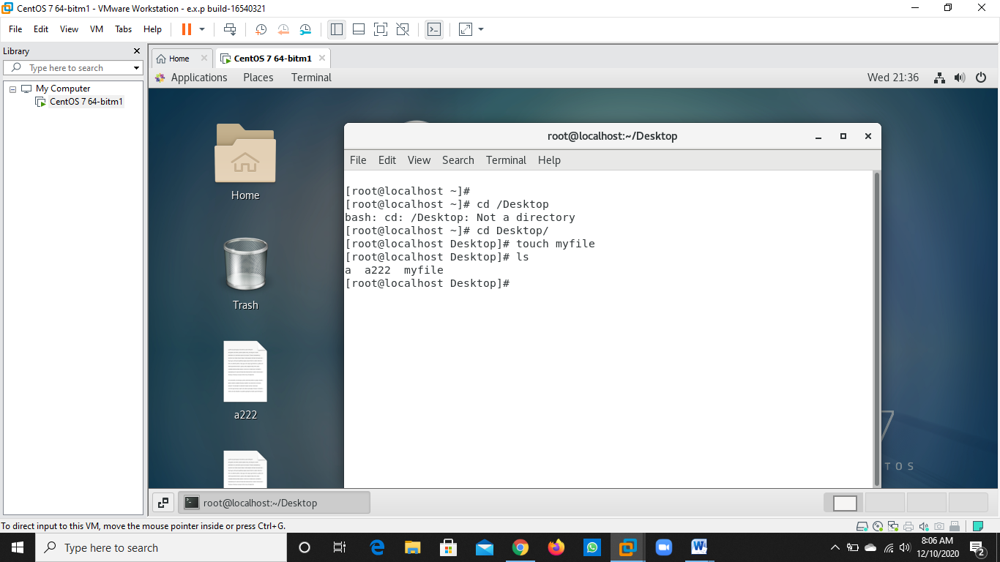 CentOS 7 64-bitm1 - VMware Workstation - e.x.p build-16540321
File Edit View VM Tabs Help
Library
Type here to search
My Computer
CentOS 7 64-bitm1
Home
CentOS 7 64-bitm1
Applications Places Terminal
Wed 21:36
Home
Trash
a222
root@localhost:~/Desktop
File Edit View Search Terminal Help
[root@localhost ~]#
[root@localhost ~]# cd /Desktop
bash: cd: /Desktop: Not a directory
[root@localhost ~]# cd Desktop/
[root@localhost Desktop]# touch myfile
[root@localhost Desktop]# ls
a  a222  myfile
[root@localhost Desktop]#
7
TOS
root@localhost:~/Desktop
To direct input to this VM, move the mouse pointer inside or press Ctrl+G.
Type here to search
8:06 AM
12/10/2020
2